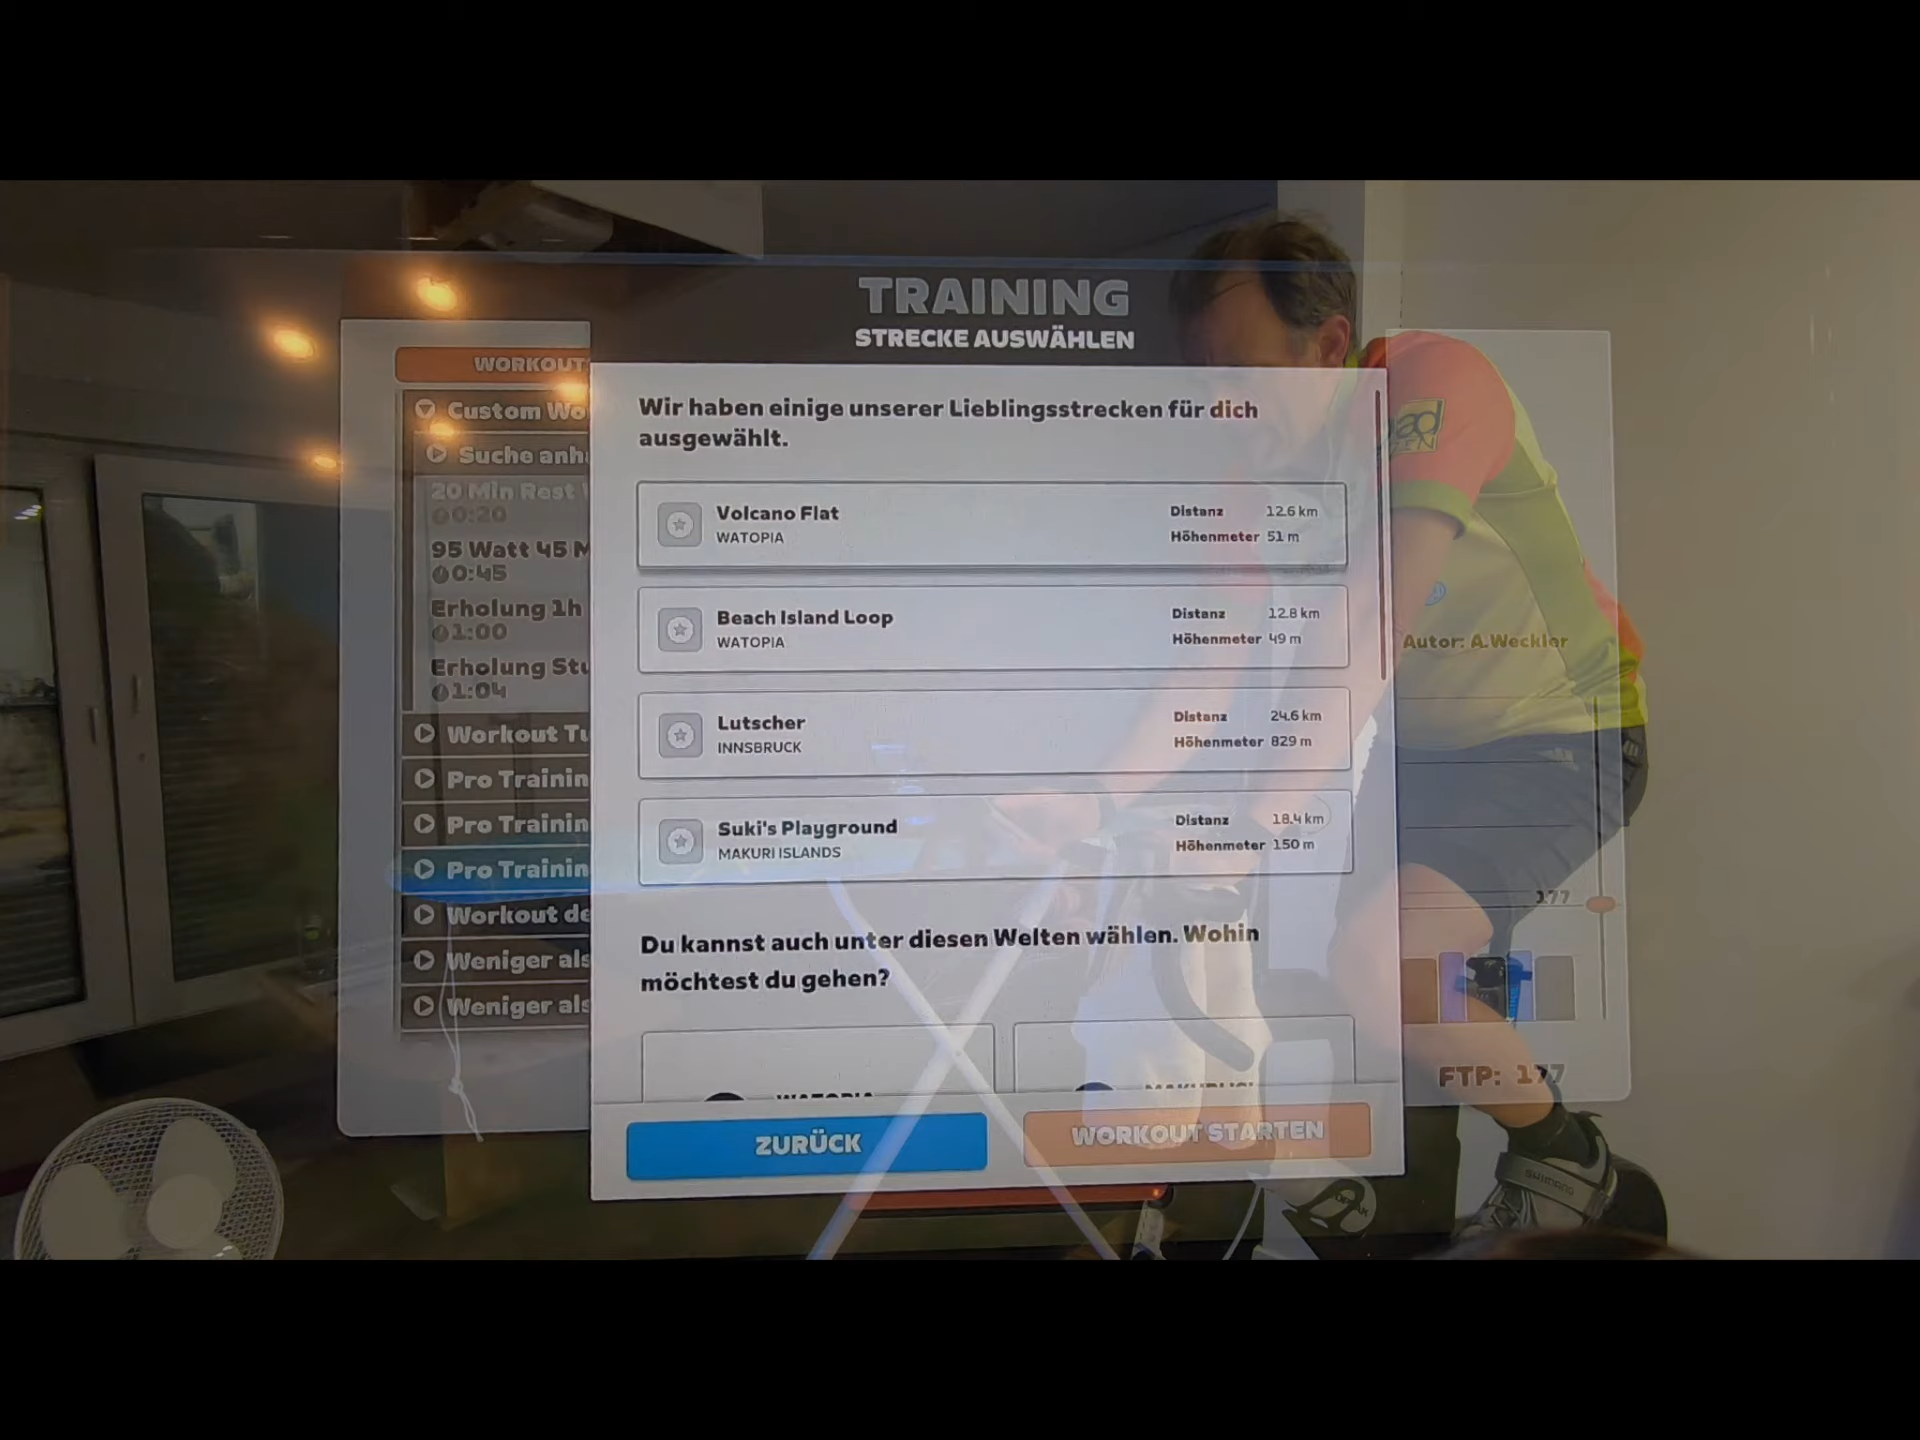 TRAINING
STRECKE AUSWÄHLEN
WORKOUT
Custom Wo
Suche anh
20 Min Rest
0:20
95 Watt 45 M
0:45
Erholung 1h
1:00
Erholung Stu
1:04
Workout Tu
Pro Trainin
Pro Trainin
Pro Trainin
Workout de
Weniger als
Weniger als
Wir haben einige unserer Lieblingsstrecken für dich
ausgewählt.
Volcano Flat
WATOPIA
Distanz 12.6 km
Höhenmeter 51 m
Beach Island Loop
WATOPIA
Distanz 12.8 km
Höhenmeter 49 m
Lutscher
INNSBRUCK
Distanz 24.6 km
Höhenmeter 829 m
Suki's Playground
MAKURI ISLANDS
Distanz 18.4 km
Höhenmeter 150 m
Du kannst auch unter diesen Welten wählen. Wohin
möchtest du gehen?
WATOPIA
ZURÜCK
WORKOUT STARTEN
Autor: A.Weckler
177
FTP: 177
SHIMANO